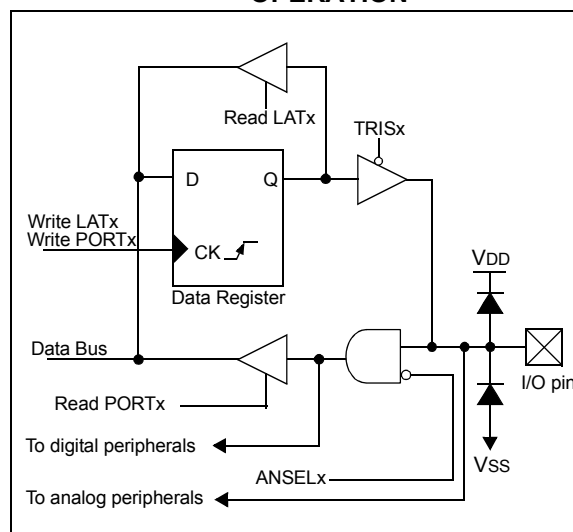 OPERATION
Read LATx
TRISx
D
Q
Write LATx
Write PORTx
CK
Data Register
VDD
Data Bus
I/O pin
Read PORTx
To digital peripherals
ANSELx
VSS
To analog peripherals